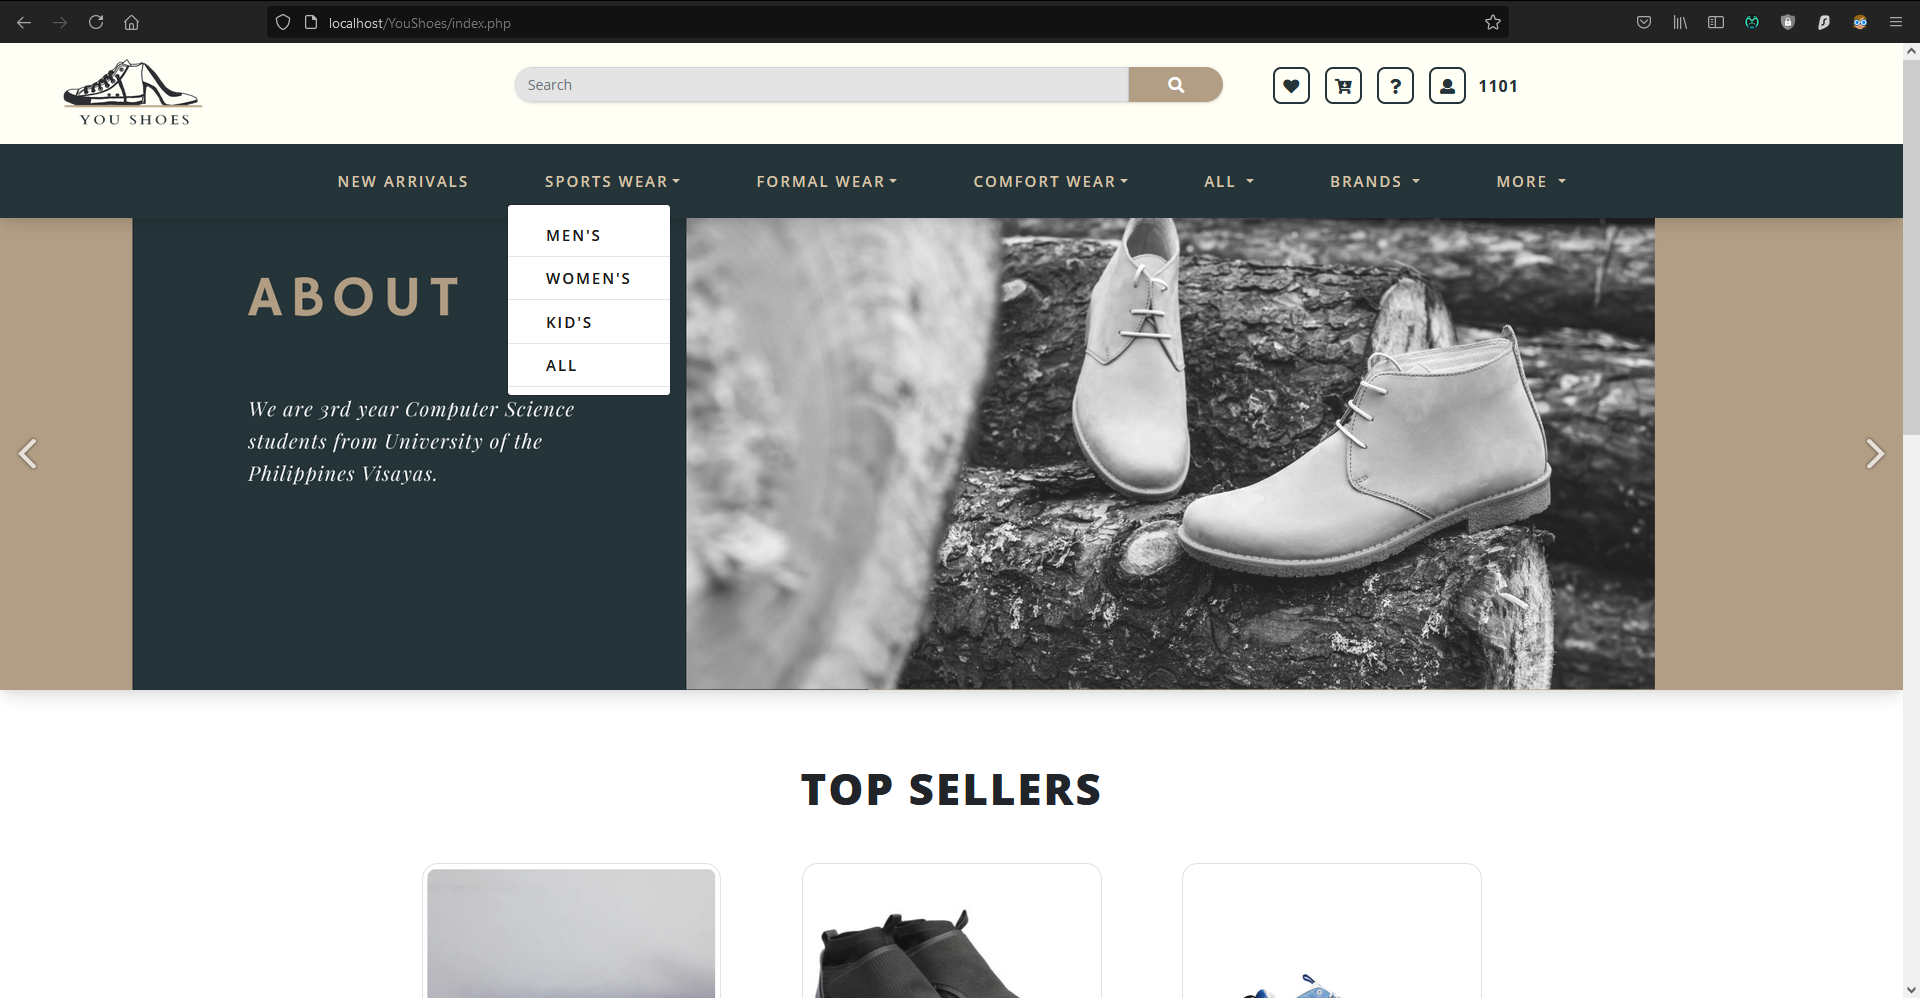 localhost/YouShoes/index.php
YOU SHOES
Search
1101
NEW ARRIVALS
SPORTS WEAR
FORMAL WEAR
COMFORT WEAR
ALL
BRANDS
MORE
MEN'S
WOMEN'S
KID'S
ALL
ABOUT
We are 3rd year Computer Science
students from University of the
Philippines Visayas.
TOP SELLERS